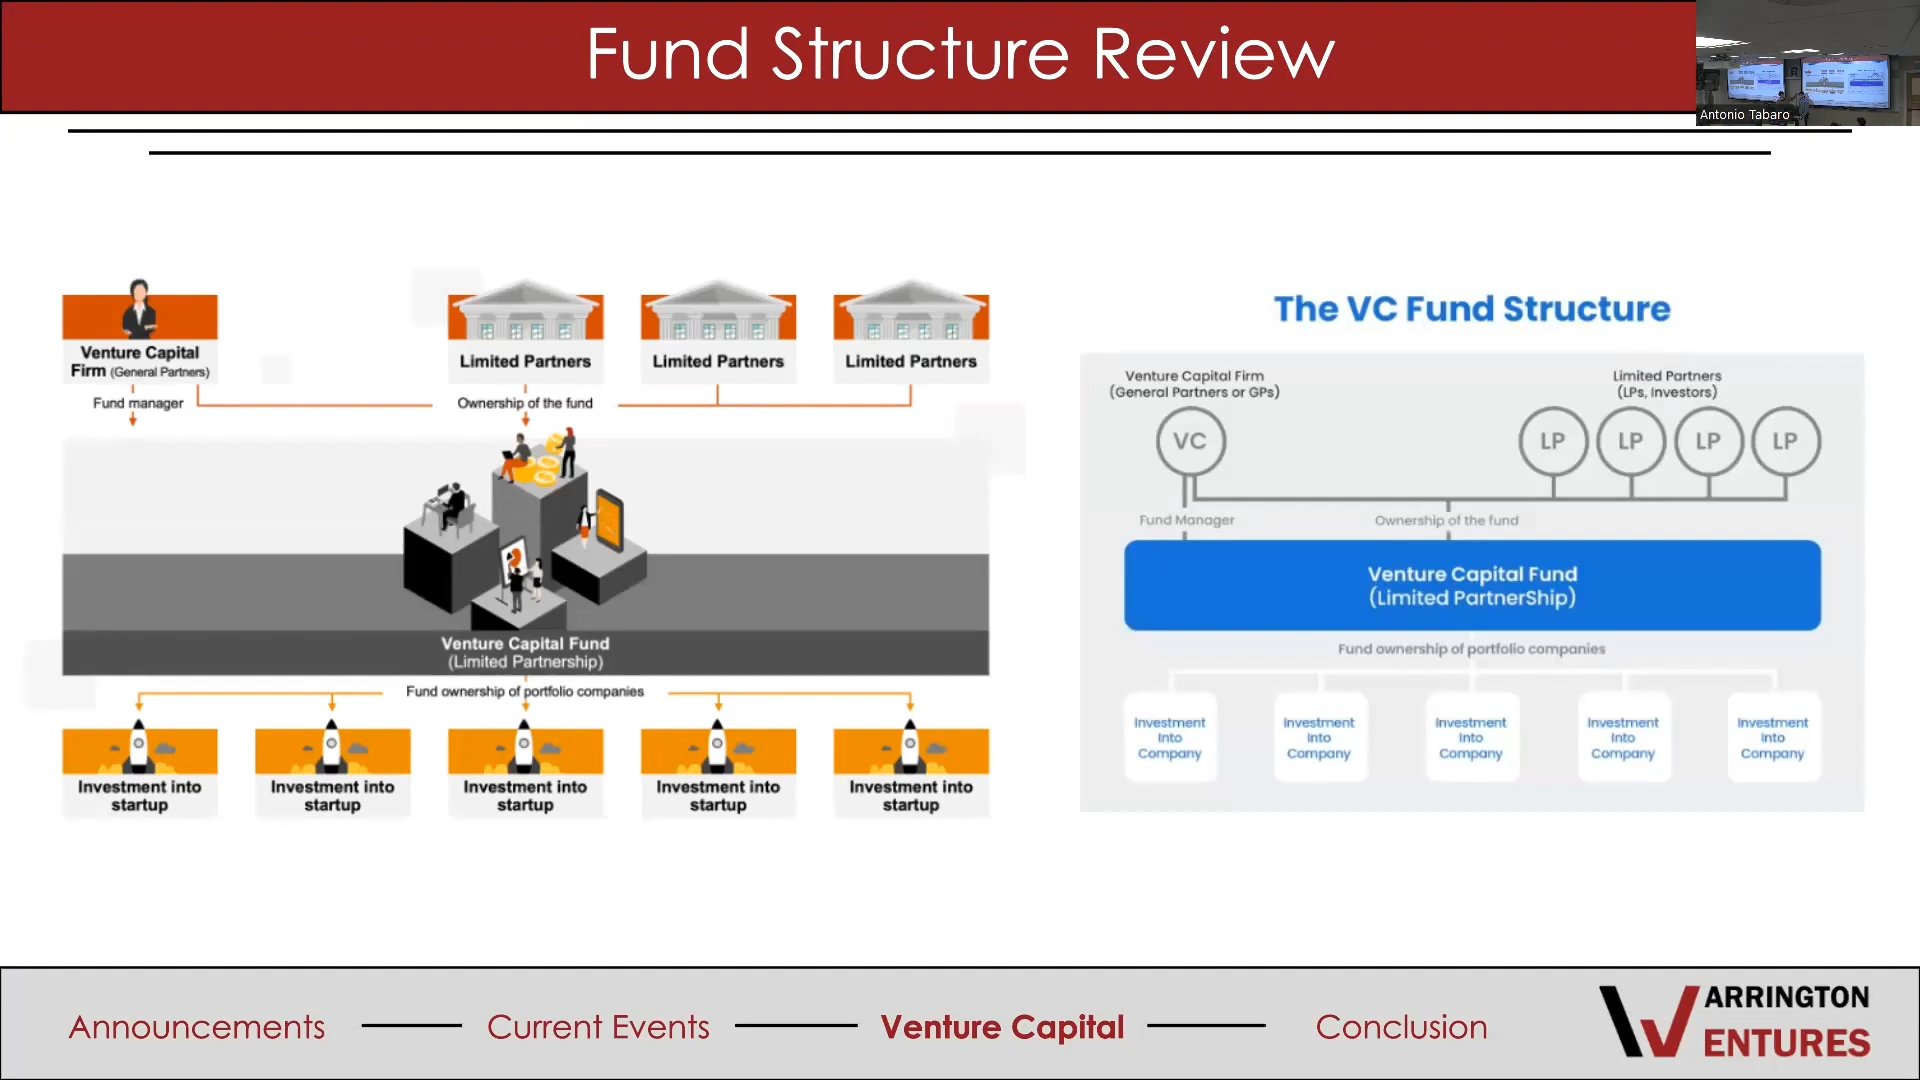 Fund Structure Review
Antonio Tabaro
Venture Capital
Firm (General Partners)
Limited Partners
Limited Partners
Limited Partners
Fund manager
Ownership of the fund
Venture Capital Fund
(Limited Partnership)
Fund ownership of portfolio companies
Investment into
startup
Investment into
startup
Investment into
startup
Investment into
startup
Investment into
startup
The VC Fund Structure
Venture Capital Firm
(General Partners or GPs)
Limited Partners
(LPs, Investors)
VC
LP
LP
LP
LP
Fund Manager
Ownership of the fund
Venture Capital Fund
(Limited PartnerShip)
Fund ownership of portfolio companies
Investment
Into
Company
Investment
Into
Company
Investment
Into
Company
Investment
Into
Company
Investment
Into
Company
Announcements
Current Events
Venture Capital
Conclusion
WARRINGTON
VENTURES